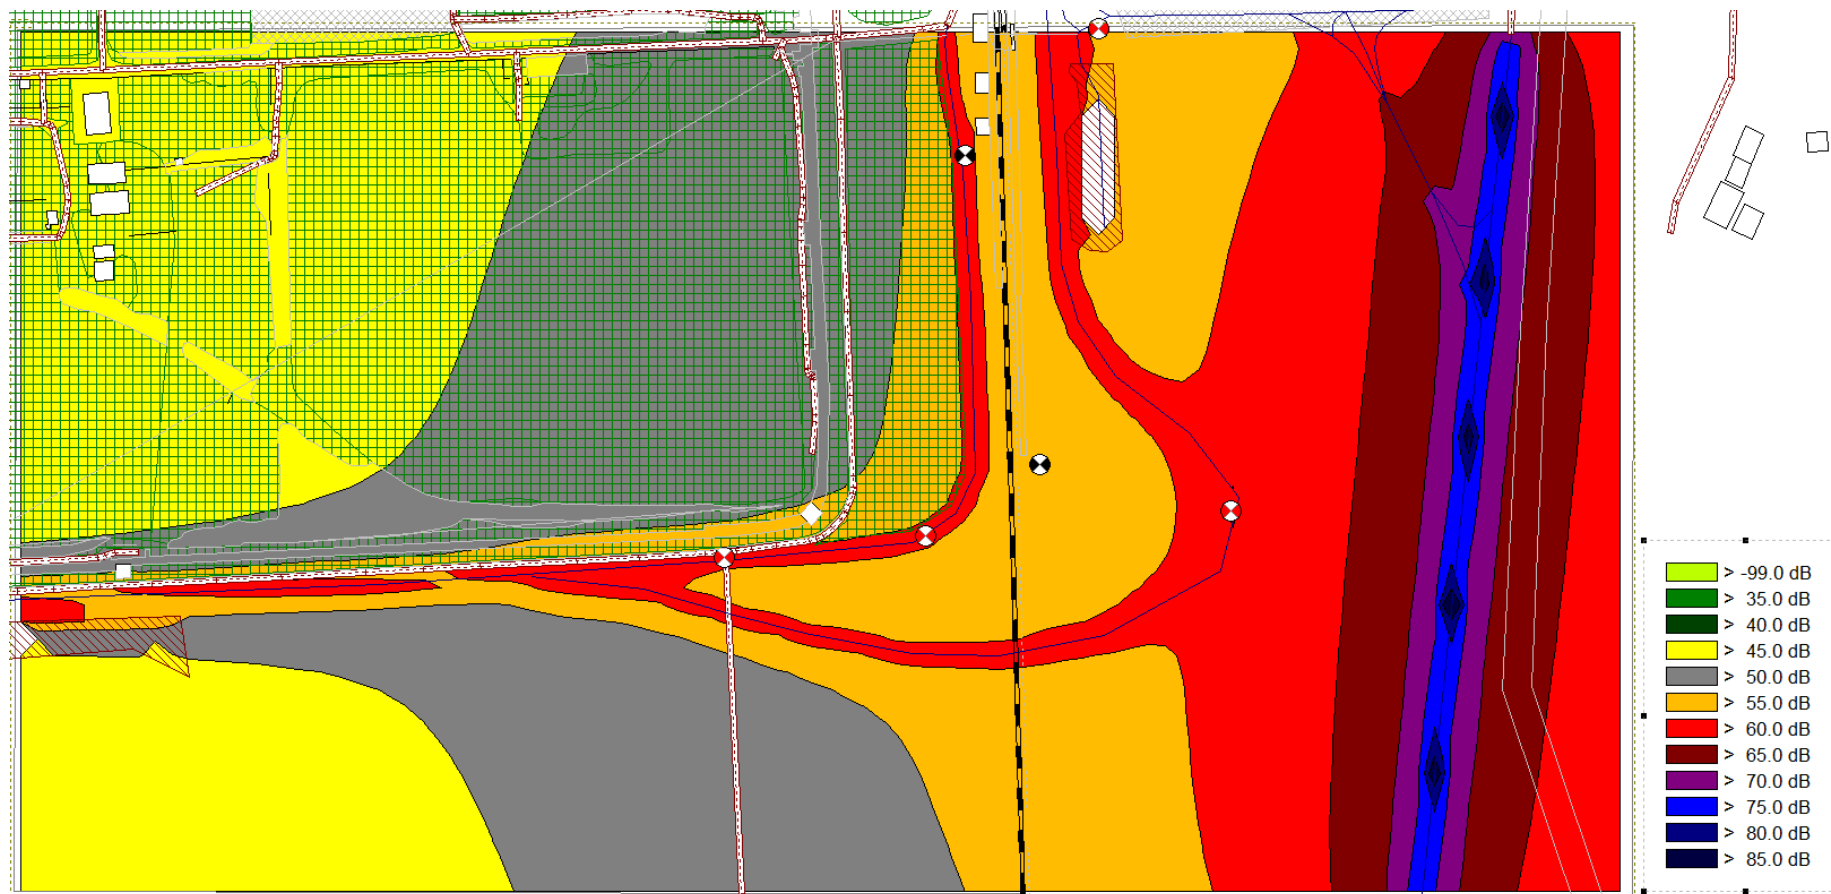 > -99.0 dB
> 35.0 dB
> 40.0 dB
> 45.0 dB
> 50.0 dB
> 55.0 dB
> 60.0 dB
> 65.0 dB
> 70.0 dB
> 75.0 dB
> 80.0 dB
> 85.0 dB